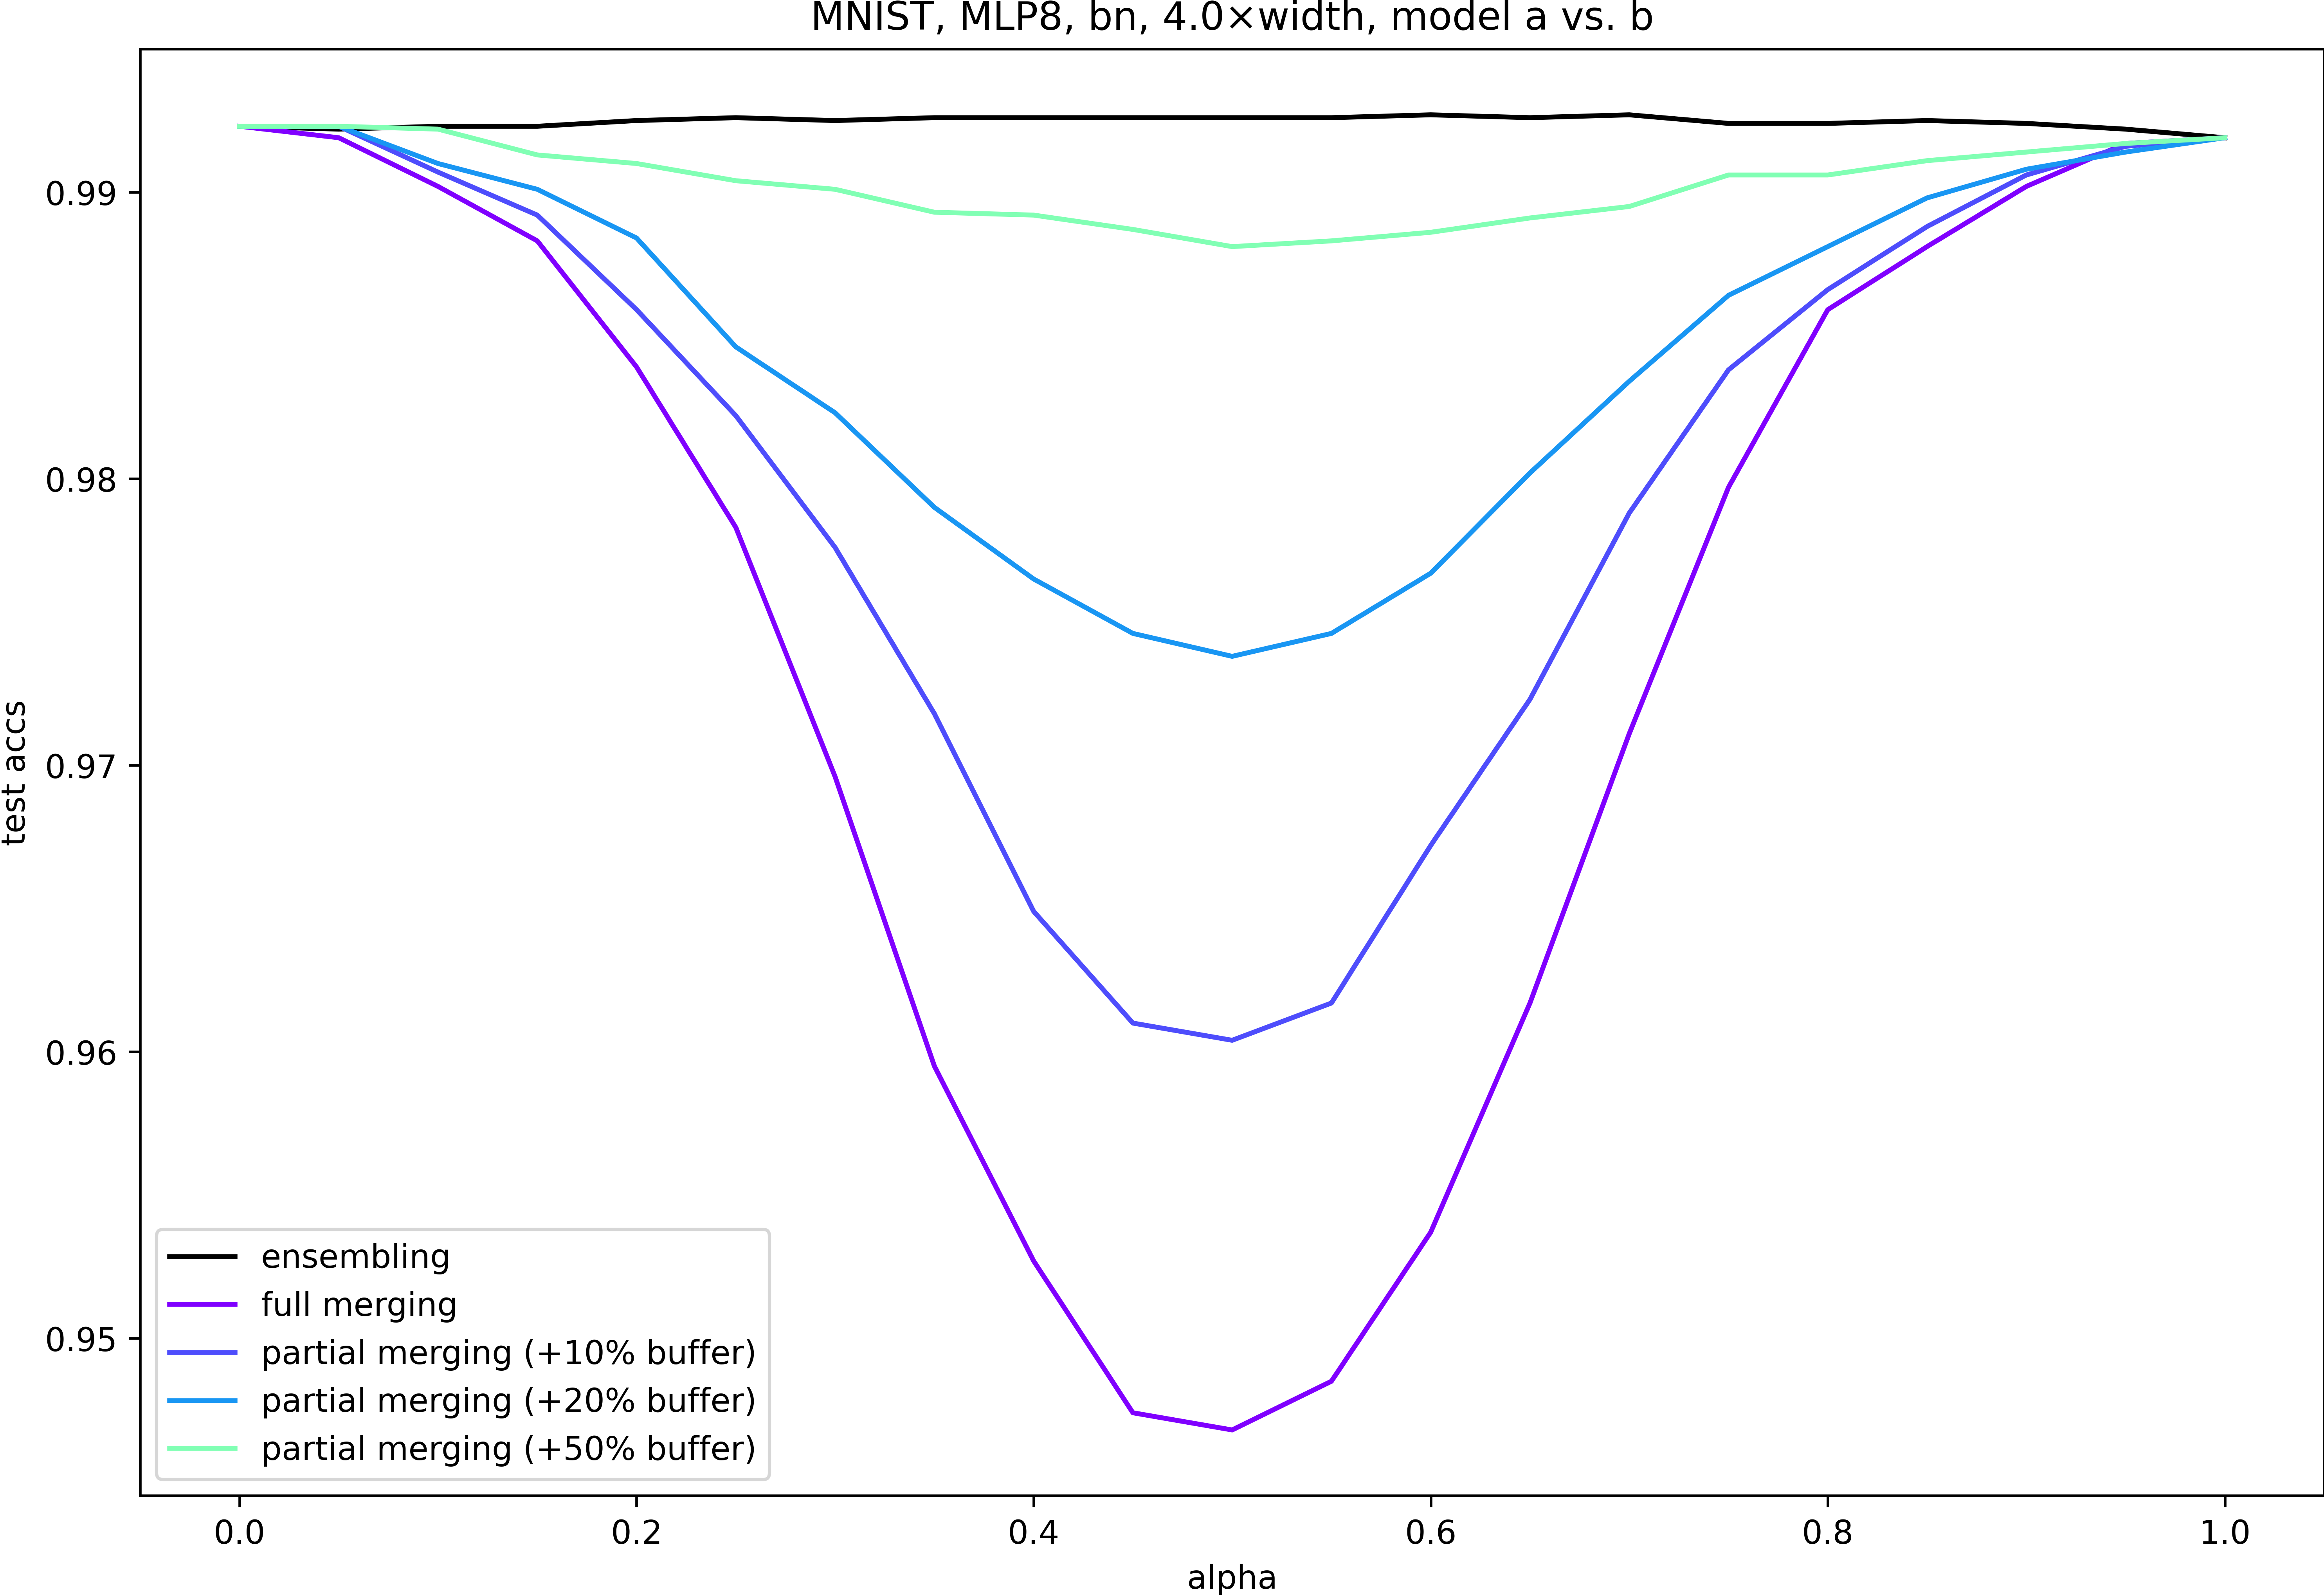 MNIST, MLP8, bn, 4.0×width, model a vs. b
test accs
0.99
0.98
0.97
0.96
0.95
ensembling
full merging
partial merging (+10% buffer)
partial merging (+20% buffer)
partial merging (+50% buffer)
0.0 0.2 0.4 0.6 0.8 1.0
alpha